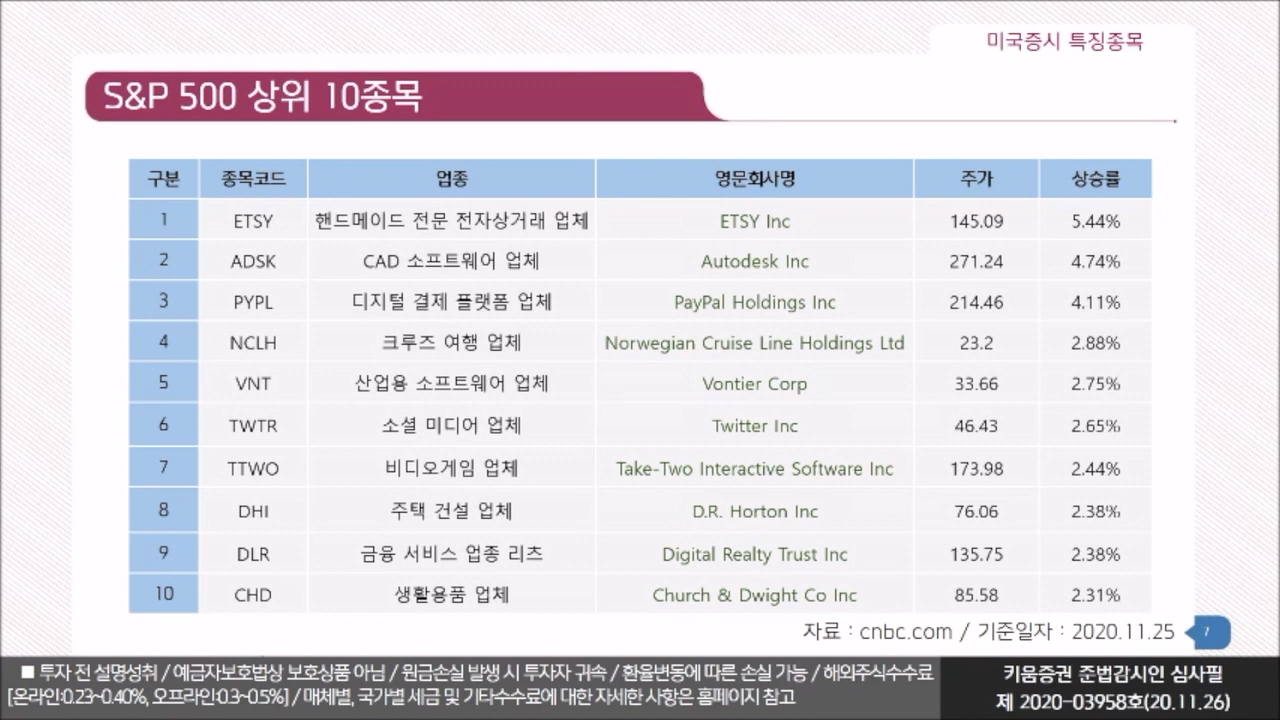 미국증시 특징종목
S&P 500 상위 10종목
구분 종목코드 업종 영문회사명 주가 상승률
1 ETSY 핸드메이드 전문 전자상거래 업체 ETSY Inc 145.09 5.44%
2 ADSK CAD 소프트웨어 업체 Autodesk Inc 271.24 4.74%
3 PYPL 디지털 결제 플랫폼 업체 PayPal Holdings Inc 214.46 4.11%
4 NCLH 크루즈 여행 업체 Norwegian Cruise Line Holdings Ltd 23.2 2.88%
5 VNT 산업용 소프트웨어 업체 Vontier Corp 33.66 2.75%
6 TWTR 소셜 미디어 업체 Twitter Inc 46.43 2.65%
7 TTWO 비디오게임 업체 Take-Two Interactive Software Inc 173.98 2.44%
8 DHI 주택 건설 업체 D.R. Horton Inc 76.06 2.38%
9 DLR 금융 서비스 업종 리츠 Digital Realty Trust Inc 135.75 2.38%
10 CHD 생활용품 업체 Church & Dwight Co Inc 85.58 2.31%
자료 : cnbc.com / 기준일자 : 2020.11.25 7
■ 투자 전 설명청취 / 예금자보호법상 보호상품 아님 / 원금손실 발생 시 투자자 귀속 / 환율변동에 따른 손실 가능 / 해외주식수수료
[온라인:0.23~0.40%, 오프라인:0.3~0.5%] / 매체별, 국가별 세금 및 기타수수료에 대한 자세한 사항은 홈페이지 참고
키움증권 준법감시인 심사필
제 2020-03958호(20.11.26)